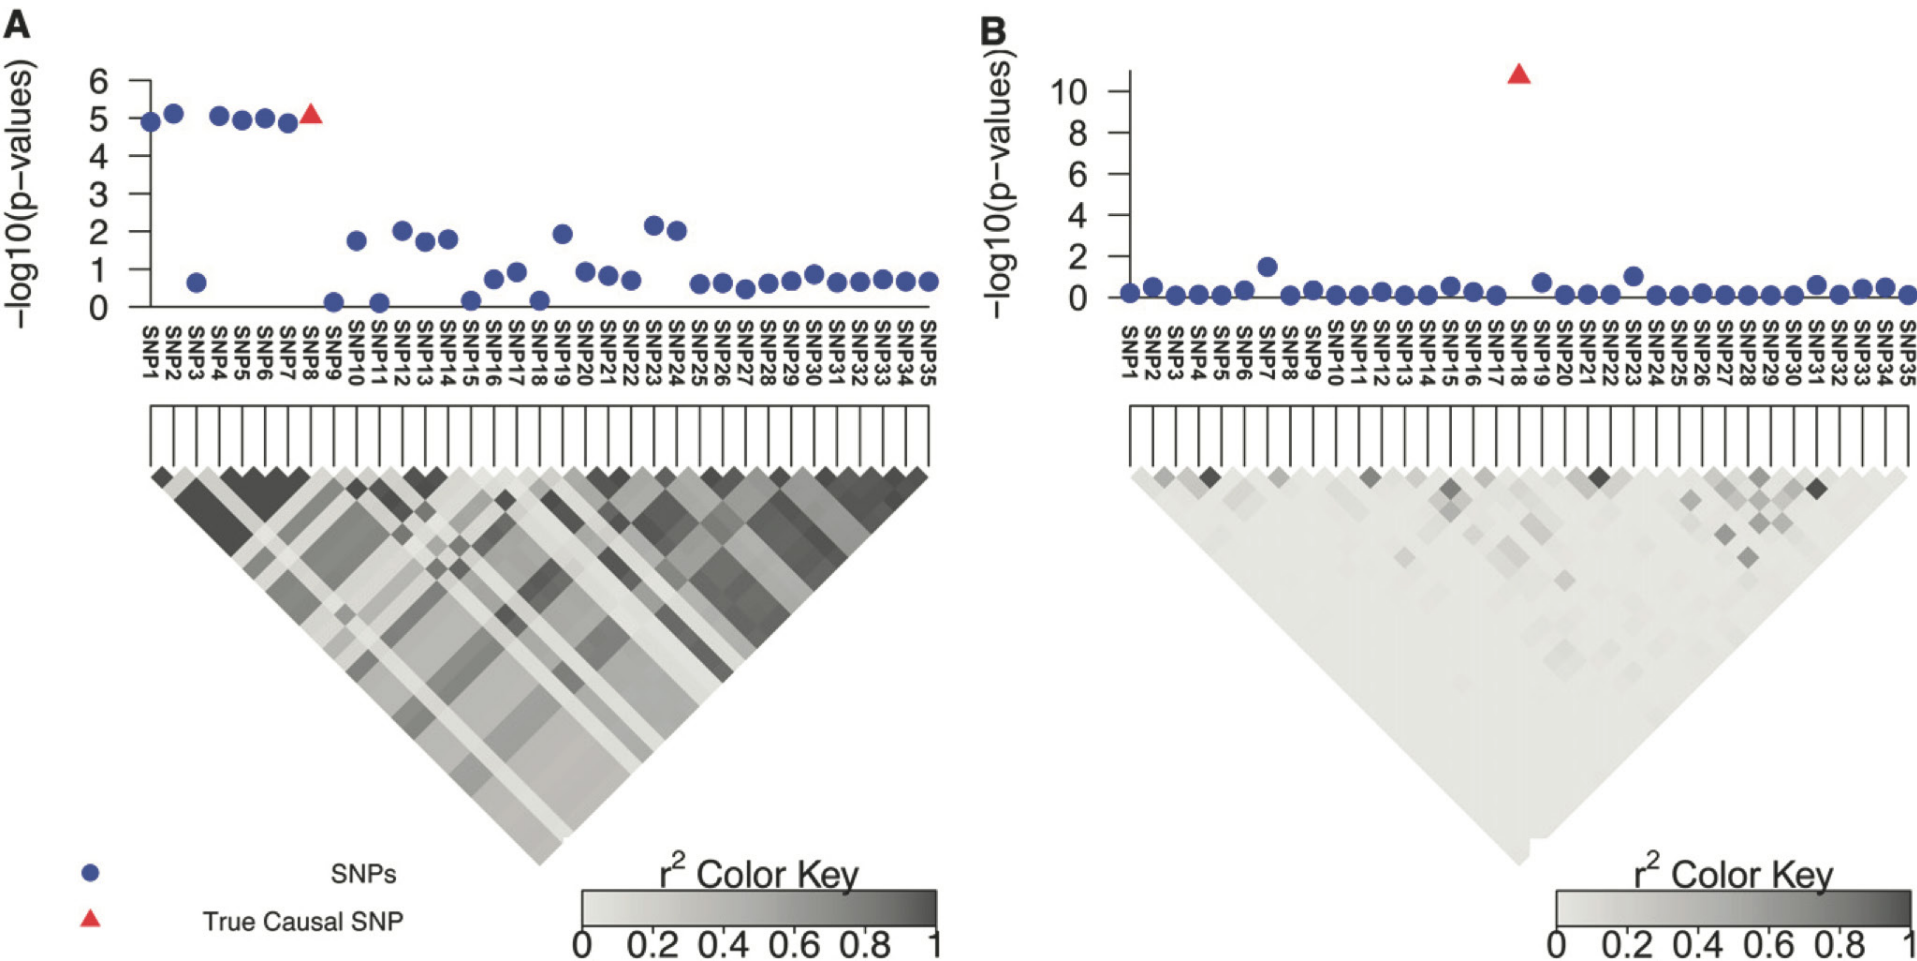 A
B
−log10(p−values)
6
5
4
3
2
1
0
SNP1
SNP2
SNP3
SNP4
SNP5
SNP6
SNP7
SNP8
SNP9
SNP10
SNP11
SNP12
SNP13
SNP14
SNP15
SNP16
SNP17
SNP18
SNP19
SNP20
SNP21
SNP22
SNP23
SNP24
SNP25
SNP26
SNP27
SNP28
SNP29
SNP30
SNP31
SNP32
SNP33
SNP34
SNP35
SNPs
True Causal SNP
r² Color Key
0 0.2 0.4 0.6 0.8 1
−log10(p−values)
10
8
6
4
2
0
SNP1
SNP2
SNP3
SNP4
SNP5
SNP6
SNP7
SNP8
SNP9
SNP10
SNP11
SNP12
SNP13
SNP14
SNP15
SNP16
SNP17
SNP18
SNP19
SNP20
SNP21
SNP22
SNP23
SNP24
SNP25
SNP26
SNP27
SNP28
SNP29
SNP30
SNP31
SNP32
SNP33
SNP34
SNP35
r² Color Key
0 0.2 0.4 0.6 0.8 1